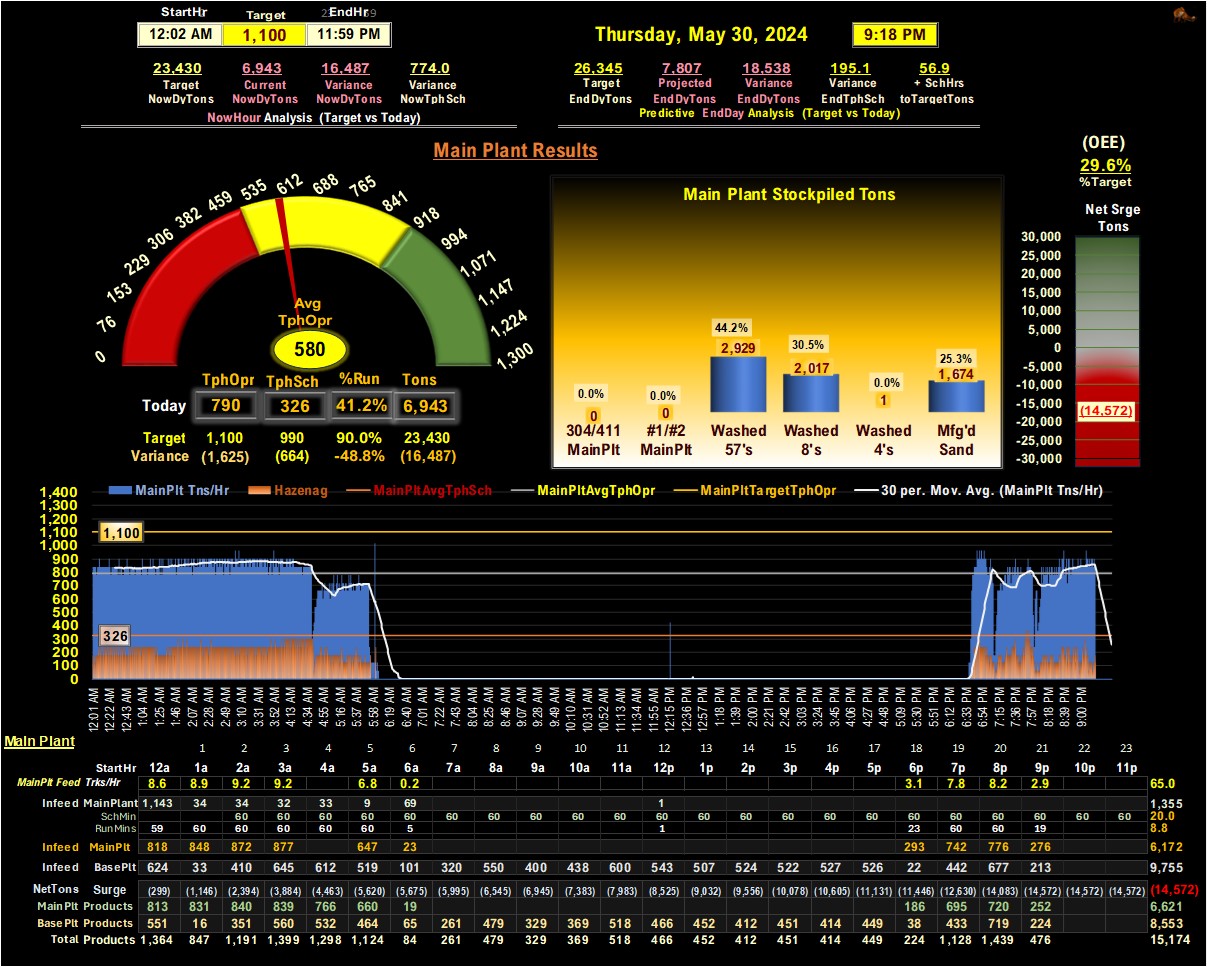 StartHr Target EndHr
12:02 AM 1,100 11:59 PM
Thursday, May 30, 2024 9:18 PM
23,430 6,943 16,487 774.0
Target Current Variance Variance
NowDyTons NowDyTons NowDyTons NowTphSch
NowHour Analysis (Target vs Today)
26,345 7,807 18,538 195.1 56.9
Target Projected Variance Variance + SchHrs
EndDyTons EndDyTons EndDyTons EndTphSch toTargetTons
Predictive EndDay Analysis (Target vs Today)
Main Plant Results
(OEE)
29.6%
%Target
0 76 153 229 306 382 459 535 612 688 765 841 918 994 1,071 1,147 1,224 1,300
Avg
TphOpr
580
TphOpr TphSch %Run Tons
Today 790 326 41.2% 6,943
Target 1,100 990 90.0% 23,430
Variance (1,625) (664) -48.8% (16,487)
Main Plant Stockpiled Tons
0.0% 0.0% 44.2% 30.5% 0.0% 25.3%
0 0 2,929 2,017 1 1,674
304/411 #1/#2 Washed Washed Washed Mfg'd
MainPlt MainPlt 57's 8's 4's Sand
Net Srge
Tons
30,000
25,000
20,000
15,000
10,000
5,000
0
-5,000
-10,000
-15,000
(14,572)
-20,000
-25,000
-30,000
MainPlt Tns/Hr Hazenag MainPltAvgTphSch MainPltAvgTphOpr MainPltTargetTphOpr 30 per. Mov. Avg. (MainPlt Tns/Hr)
1,400
1,300
1,200
1,100 1,100
1,000
900
800
700
600
500
400
300 326
200
100
0
12:01 AM 12:22 AM 12:43 AM 1:04 AM 1:25 AM 1:46 AM 2:07 AM 2:28 AM 2:49 AM 3:10 AM 3:31 AM 3:52 AM 4:13 AM 4:34 AM 4:55 AM 5:16 AM 5:37 AM 5:58 AM 6:19 AM 6:40 AM 7:01 AM 7:22 AM 7:43 AM 8:04 AM 8:25 AM 8:46 AM 9:07 AM 9:28 AM 9:49 AM 10:10 AM 10:31 AM 10:52 AM 11:13 AM 11:34 AM 11:55 AM 12:15 PM 12:36 PM 12:57 PM 1:18 PM 1:39 PM 2:00 PM 2:21 PM 2:42 PM 3:03 PM 3:24 PM 3:45 PM 4:06 PM 4:27 PM 4:48 PM 5:09 PM 5:30 PM 5:51 PM 6:12 PM 6:33 PM 6:54 PM 7:15 PM 7:36 PM 7:57 PM 8:18 PM 8:39 PM 9:00 PM
Main Plant
1 2 3 4 5 6 7 8 9 10 11 12 13 14 15 16 17 18 19 20 21 22 23
StartHr 12a 1a 2a 3a 4a 5a 6a 7a 8a 9a 10a 11a 12p 1p 2p 3p 4p 5p 6p 7p 8p 9p 10p 11p
MainPlt Feed Trks/Hr 8.6 8.9 9.2 9.2 6.8 0.2 3.1 7.8 8.2 2.9 65.0
Infeed MainPlant 1,143 34 34 32 33 9 69 1 1,355
SchMin 60 60 60 60 60 60 60 60 60 60 60 60 60 60 60 60 60 60 60 60 20.0
RunMins 59 60 60 60 60 60 5 1 23 60 60 19 8.8
Infeed MainPlt 818 848 872 877 647 23 293 742 776 276 6,172
Infeed BasePlt 624 33 410 645 612 519 101 320 550 400 438 600 543 507 524 522 527 526 22 442 677 213 9,755
NetTons Surge (299) (1,146) (2,394) (3,884) (4,463) (5,620) (5,675) (5,995) (6,545) (6,945) (7,383) (7,983) (8,525) (9,032) (9,556) (10,078) (10,605) (11,131) (11,446) (12,630) (14,083) (14,572) (14,572) (14,572) (14,572)
MainPlt Products 813 831 840 839 766 660 19 186 695 720 252 6,621
BasePlt Products 551 16 351 560 532 464 65 261 479 329 369 518 466 452 412 451 414 449 38 433 719 224 8,553
Total Products 1,364 847 1,191 1,399 1,298 1,124 84 261 479 329 369 518 466 452 412 451 414 449 224 1,128 1,439 476 15,174